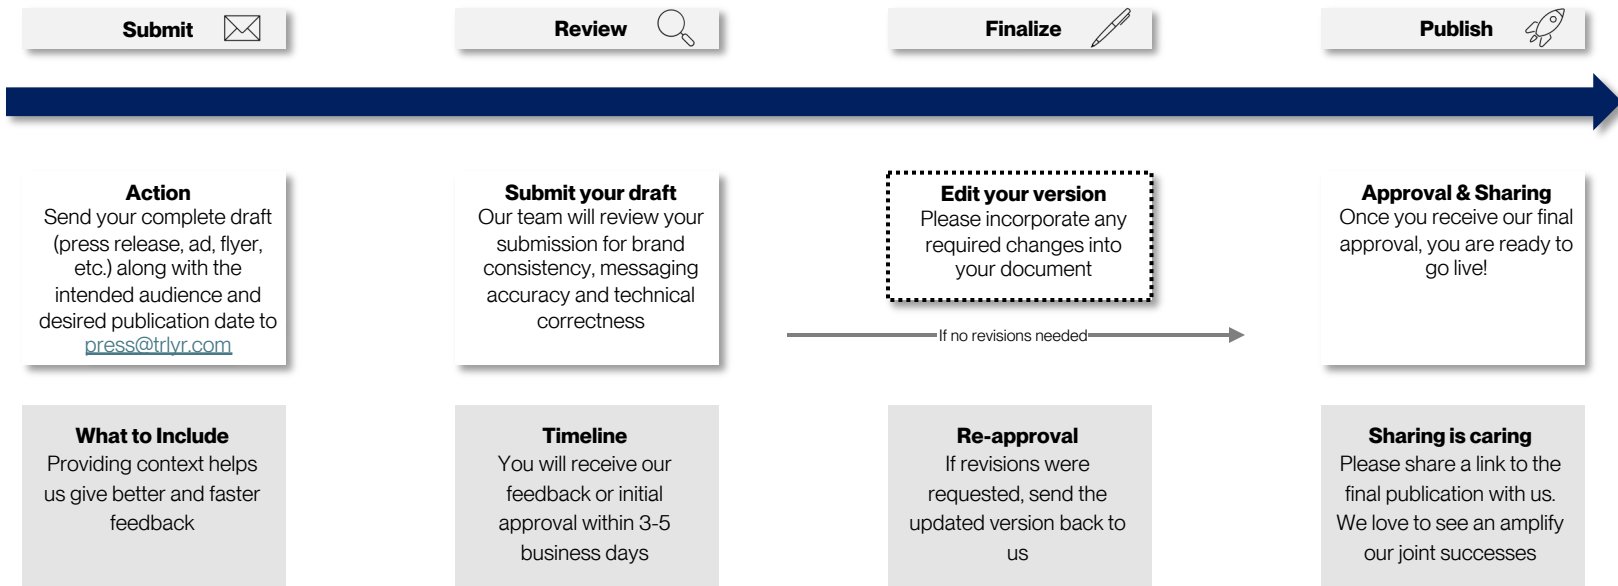 Submit
Review
Finalize
Publish
Action
Send your complete draft
(press release, ad, flyer,
etc.) along with the
intended audience and
desired publication date to
press@trlyr.com
Submit your draft
Our team will review your
submission for brand
consistency, messaging
accuracy and technical
correctness
Edit your version
Please incorporate any
required changes into
your document
If no revisions needed
Approval & Sharing
Once you receive our final
approval, you are ready to
go live!
What to Include
Providing context helps
us give better and faster
feedback
Timeline
You will receive our
feedback or initial
approval within 3-5
business days
Re-approval
If revisions were
requested, send the
updated version back to
us
Sharing is caring
Please share a link to the
final publication with us.
We love to see an amplify
our joint successes